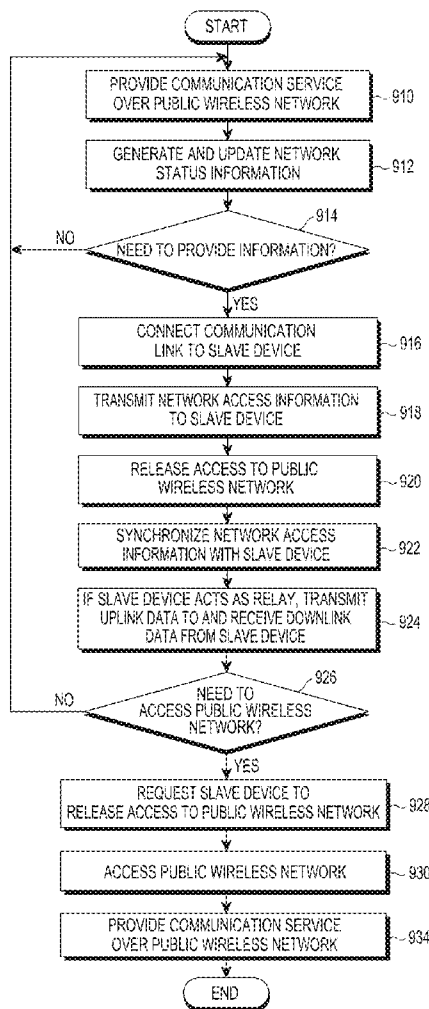 START
PROVIDE COMMUNICATION SERVICE
OVER PUBLIC WIRELESS NETWORK
910
GENERATE AND UPDATE NETWORK
STATUS INFORMATION
912
914
NO
NEED TO PROVIDE INFORMATION?
YES
CONNECT COMMUNICATION
LINK TO SLAVE DEVICE
916
TRANSMIT NETWORK ACCESS INFORMATION
TO SLAVE DEVICE
918
RELEASE ACCESS TO PUBLIC
WIRELESS NETWORK
920
SYNCHRONIZE NETWORK ACCESS
INFORMATION WITH SLAVE DEVICE
922
IF SLAVE DEVICE ACTS AS RELAY, TRANSMIT
UPLINK DATA TO AND RECEIVE DOWNLINK
DATA FROM SLAVE DEVICE
924
926
NO
NEED TO
ACCESS PUBLIC WIRELESS
NETWORK?
YES
REQUEST SLAVE DEVICE TO
RELEASE ACCESS TO PUBLIC WIRELESS NETWORK
928
ACCESS PUBLIC WIRELESS NETWORK
930
PROVIDE COMMUNICATION SERVICE
OVER PUBLIC WIRELESS NETWORK
934
END